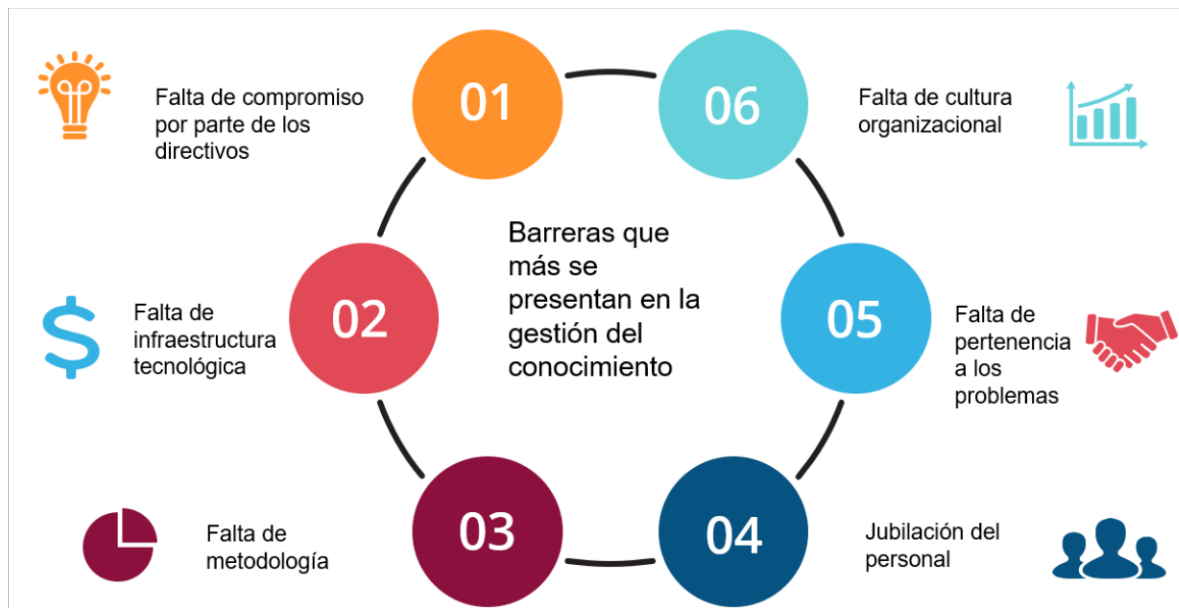 01
Falta de compromiso
por parte de los
directivos
02
Falta de
infraestructura
tecnológica
03
Falta de
metodología
04
Jubilación del
personal
05
Falta de
pertenencia
a los
problemas
06
Falta de cultura
organizacional
Barreras que
más se
presentan en la
gestión del
conocimiento
$